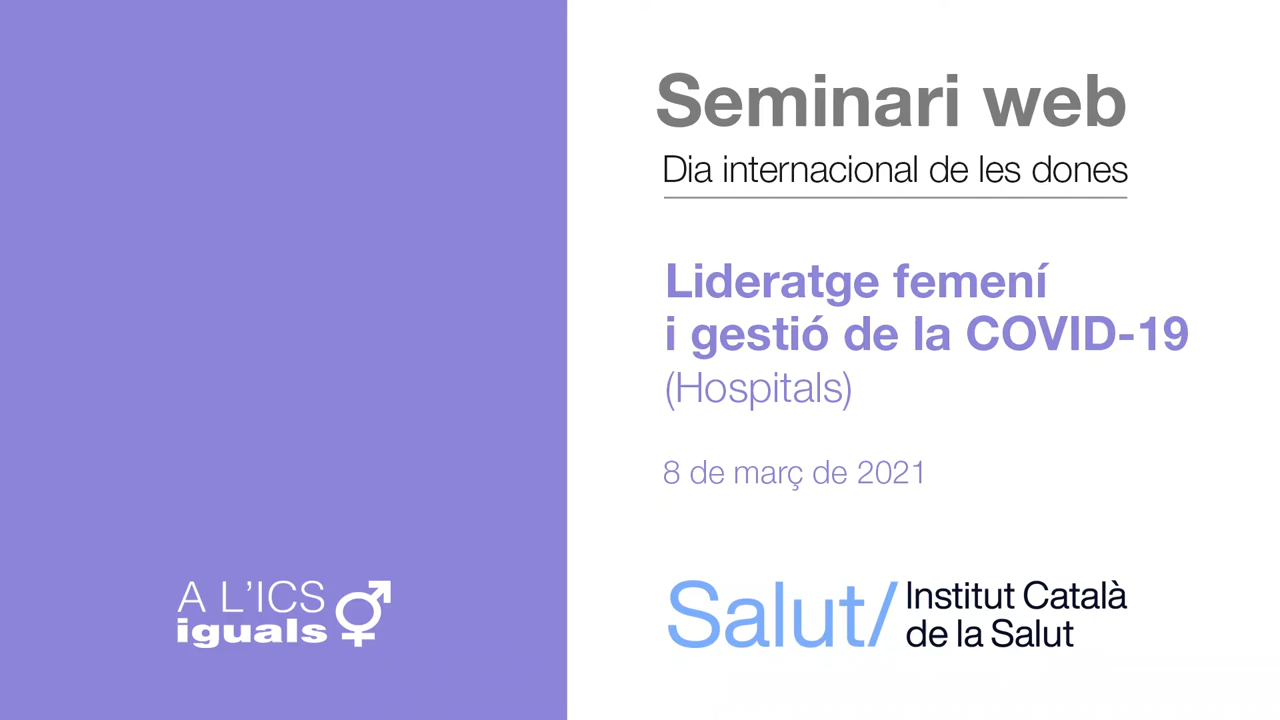 Seminari web
Dia internacional de les dones
Lideratge femení
i gestió de la COVID-19
(Hospitals)
8 de març de 2021
A L'ICS
iguals
Salut/ Institut Català
de la Salut